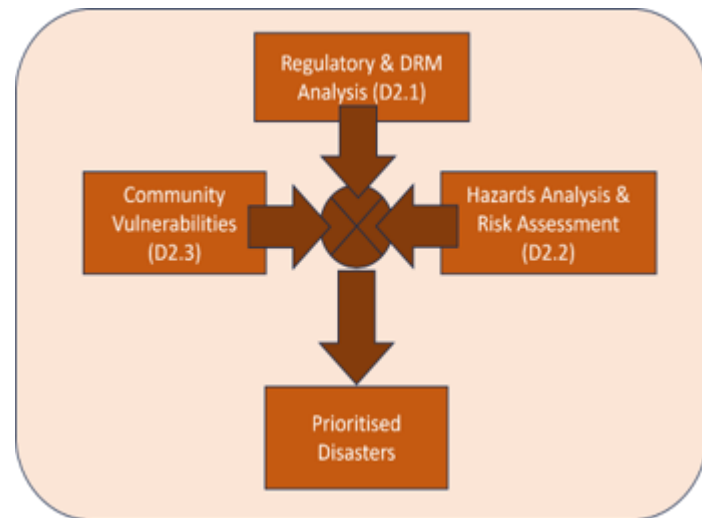 Regulatory & DRM
Analysis (D2.1)
Community
Vulnerabilities
(D2.3)
Hazards Analysis &
Risk Assessment
(D2.2)
Prioritised
Disasters